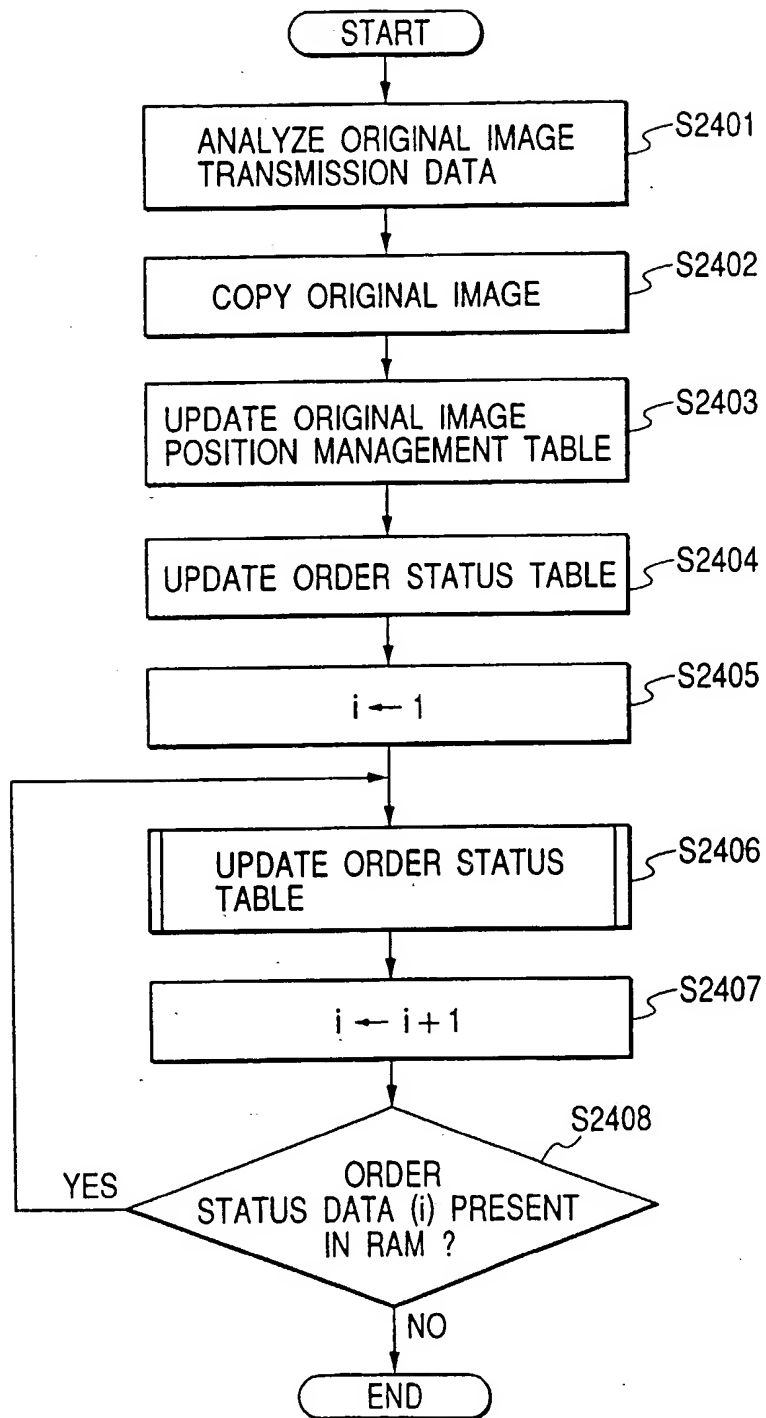 START
ANALYZE ORIGINAL IMAGE
TRANSMISSION DATA
S2401
COPY ORIGINAL IMAGE
S2402
UPDATE ORIGINAL IMAGE
POSITION MANAGEMENT TABLE
S2403
UPDATE ORDER STATUS TABLE
S2404
i ← 1
S2405
UPDATE ORDER STATUS
TABLE
S2406
i ← i + 1
S2407
ORDER
STATUS DATA (i) PRESENT
IN RAM ?
S2408
YES
NO
END